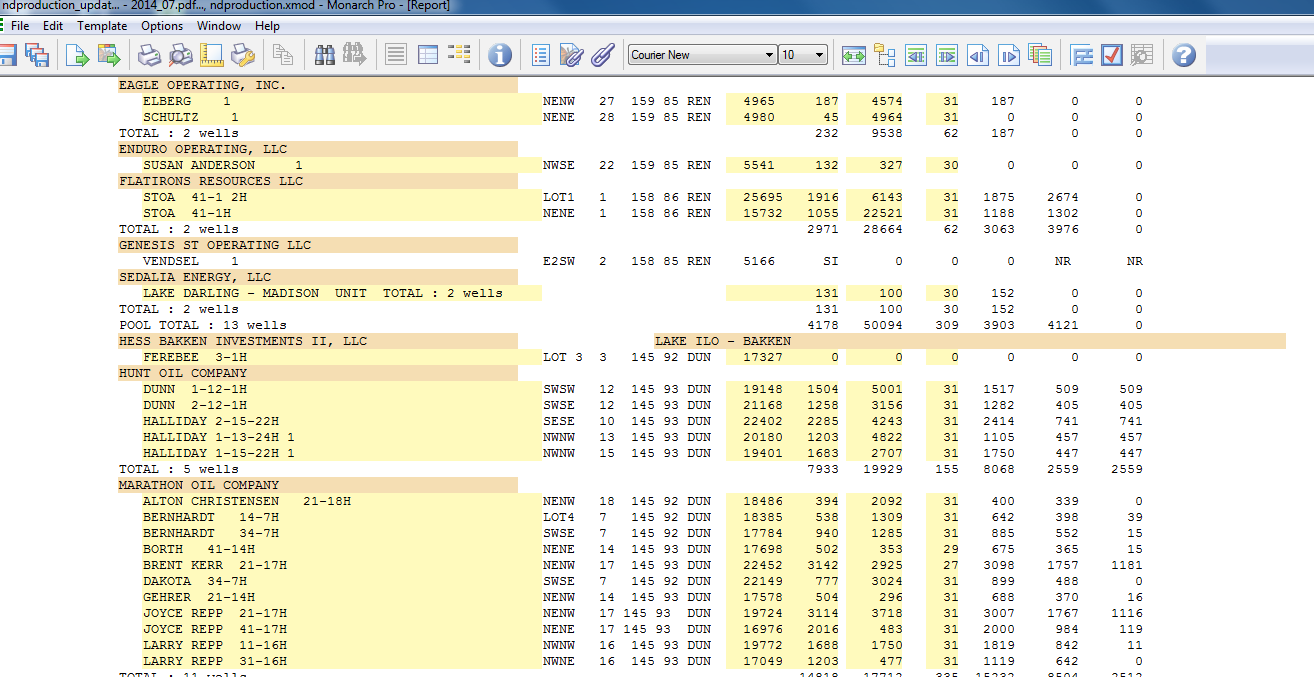 ndproduction_updat... - 2014_07.pdf..., ndproduction.xmod - Monarch Pro - [Report]
File Edit Template Options Window Help
Courier New 10
EAGLE OPERATING, INC.
ELBERG 1 NENW 27 159 85 REN 4965 187 4574 31 187 0 0
SCHULTZ 1 NENE 28 159 85 REN 4980 45 4964 31 0 0 0
TOTAL : 2 wells 232 9538 62 187 0 0
ENDURO OPERATING, LLC
SUSAN ANDERSON 1 NWSE 22 159 85 REN 5541 132 327 30 0 0 0
FLATIRONS RESOURCES LLC
STOA 41-1 2H LOT1 1 158 86 REN 25695 1916 6143 31 1875 2674 0
STOA 41-1H NENE 1 158 86 REN 15732 1055 22521 31 1188 1302 0
TOTAL : 2 wells 2971 28664 62 3063 3976 0
GENESIS ST OPERATING LLC
VENDSEL 1 E2SW 2 158 85 REN 5166 SI 0 0 0 NR NR
SEDALIA ENERGY, LLC
LAKE DARLING - MADISON UNIT TOTAL : 2 wells 131 100 30 152 0 0
TOTAL : 2 wells 131 100 30 152 0 0
POOL TOTAL : 13 wells 4178 50094 309 3903 4121 0
HESS BAKKEN INVESTMENTS II, LLC LAKE ILO - BAKKEN
FEREBEE 3-1H LOT 3 3 145 92 DUN 17327 0 0 0 0 0 0
HUNT OIL COMPANY
DUNN 1-12-1H SWSW 12 145 93 DUN 19148 1504 5001 31 1517 509 509
DUNN 2-12-1H SWSE 12 145 93 DUN 21168 1258 3156 31 1282 405 405
HALLIDAY 2-15-22H SESE 10 145 93 DUN 22402 2285 4243 31 2414 741 741
HALLIDAY 1-13-24H 1 NWNW 13 145 93 DUN 20180 1203 4822 31 1105 457 457
HALLIDAY 1-15-22H 1 NWNW 15 145 93 DUN 19401 1683 2707 31 1750 447 447
TOTAL : 5 wells 7933 19929 155 8068 2559 2559
MARATHON OIL COMPANY
ALTON CHRISTENSEN 21-18H NENW 18 145 92 DUN 18486 394 2092 31 400 339 0
BERNHARDT 14-7H LOT4 7 145 92 DUN 18385 538 1309 31 642 398 39
BERNHARDT 34-7H SWSE 7 145 92 DUN 17784 940 1285 31 885 552 15
BORTH 41-14H NENE 14 145 93 DUN 17698 502 353 29 675 365 15
BRENT KERR 21-17H NENW 17 145 93 DUN 22452 3142 2925 27 3098 1757 1181
DAKOTA 34-7H SWSE 7 145 92 DUN 22149 777 3024 31 899 488 0
GEHRER 21-14H NENW 14 145 93 DUN 17578 504 296 31 688 370 16
JOYCE REPP 21-17H NENW 17 145 93 DUN 19724 3114 3718 31 3007 1767 1116
JOYCE REPP 41-17H NENE 17 145 93 DUN 16976 2016 483 31 2000 984 119
LARRY REPP 11-16H NWNW 16 145 93 DUN 19772 1688 1750 31 1819 842 11
LARRY REPP 31-16H NWNE 16 145 93 DUN 17049 1203 477 31 1119 642 0
TOTAL : 11 wells 14818 17712 335 15232 8504 2512